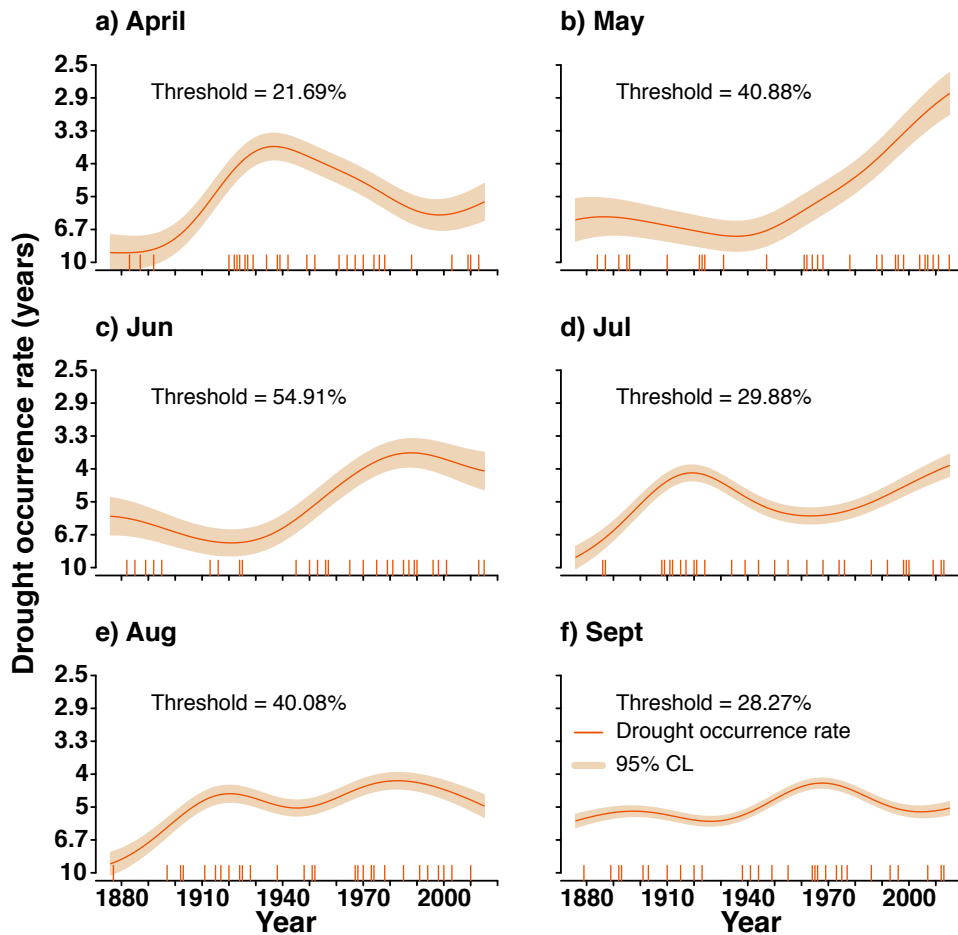 a) April
b) May
Threshold = 21.69%
Threshold = 40.88%
2.5
2.9
3.3
4
5
6.7
10
c) Jun
d) Jul
Threshold = 54.91%
Threshold = 29.88%
2.5
2.9
3.3
4
5
6.7
10
e) Aug
f) Sept
Threshold = 40.08%
Threshold = 28.27%
Drought occurrence rate
95% CL
2.5
2.9
3.3
4
5
6.7
10
1880 1910 1940 1970 2000
1880 1910 1940 1970 2000
Year
Year
Drought occurrence rate (years)